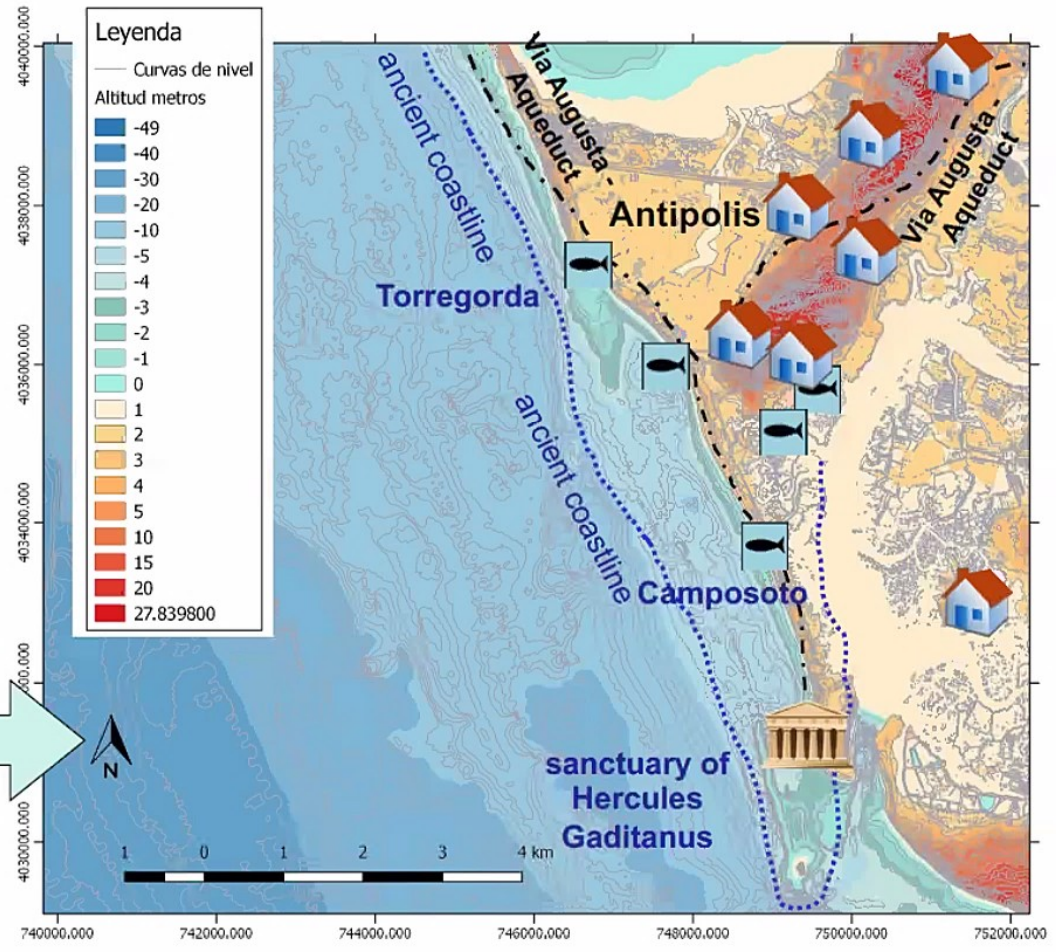 Leyenda
Curvas de nivel
Altitud metros
-49
-40
-30
-20
-10
-5
-4
-3
-2
-1
0
1
2
3
4
5
10
15
20
27.839800
4040000.000
4038000.000
4036000.000
4034000.000
4030000.000
ancient coastline
Via Augusta
Aqueduct
Antipolis
Via Augusta
Aqueduct
Torregorda
ancient coastline
Camposoto
sanctuary of
Hercules
Gaditanus
N
1 0 1 2 3 4 km
740000.000 742000.000 744000.000 746000.000 748000.000 750000.000 752000.000